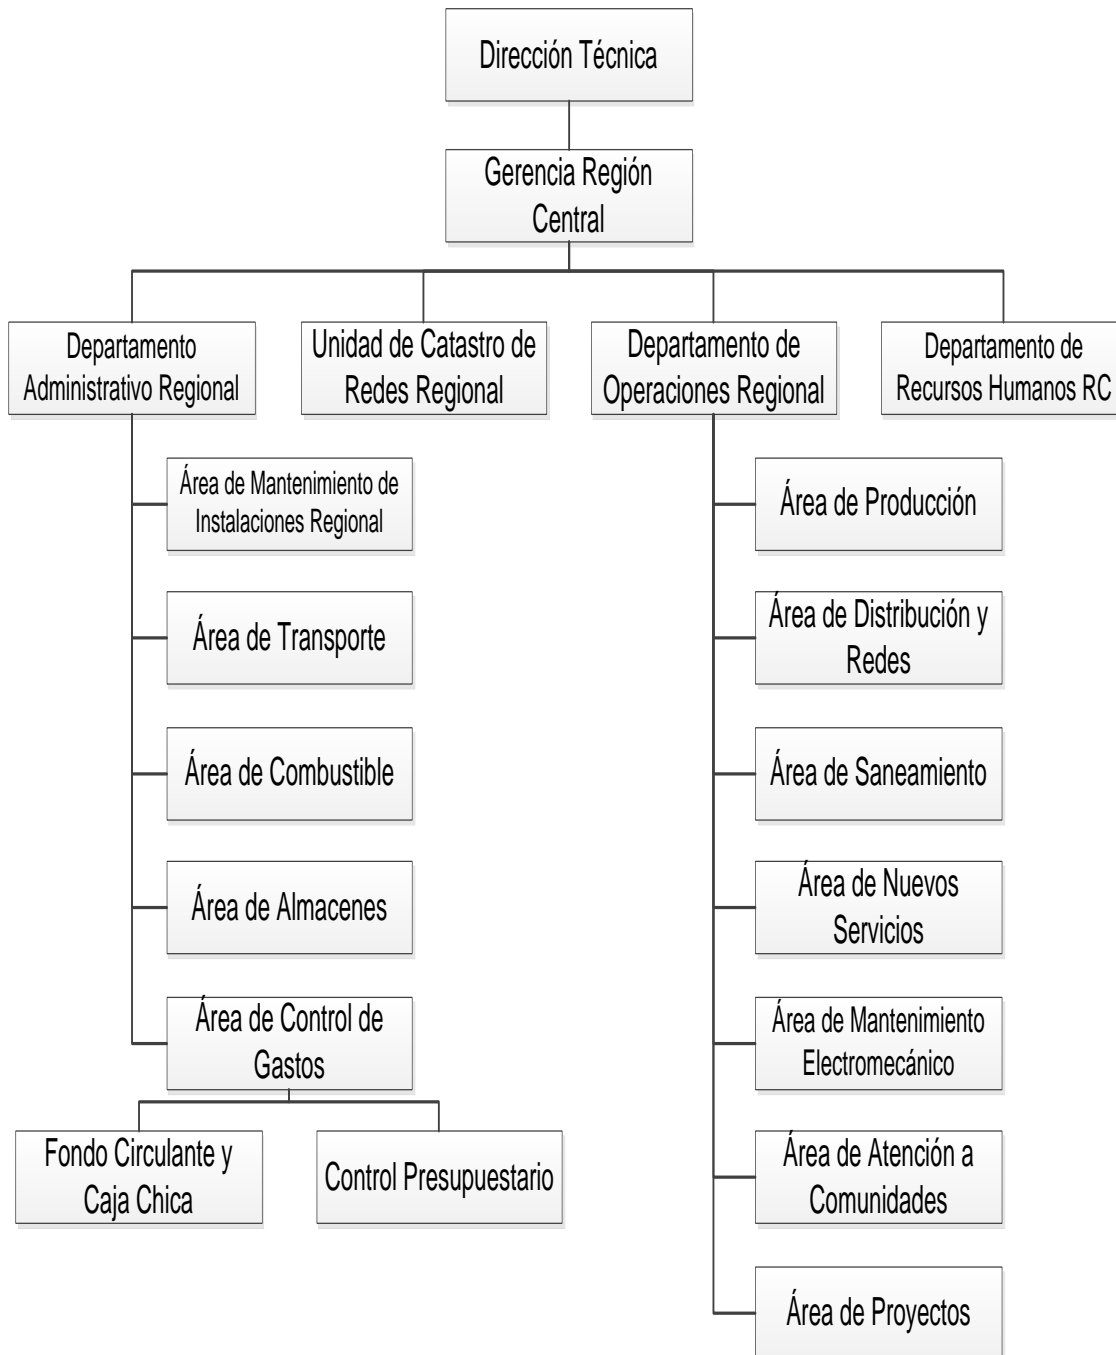 Dirección Técnica
Gerencia Región
Central
Departamento
Administrativo Regional
Unidad de Catastro de
Redes Regional
Departamento de
Operaciones Regional
Departamento de
Recursos Humanos RC
Área de Mantenimiento de
Instalaciones Regional
Área de Transporte
Área de Combustible
Área de Almacenes
Área de Control de
Gastos
Fondo Circulante y
Caja Chica
Control Presupuestario
Área de Producción
Área de Distribución y
Redes
Área de Saneamiento
Área de Nuevos
Servicios
Área de Mantenimiento
Electromecánico
Área de Atención a
Comunidades
Área de Proyectos